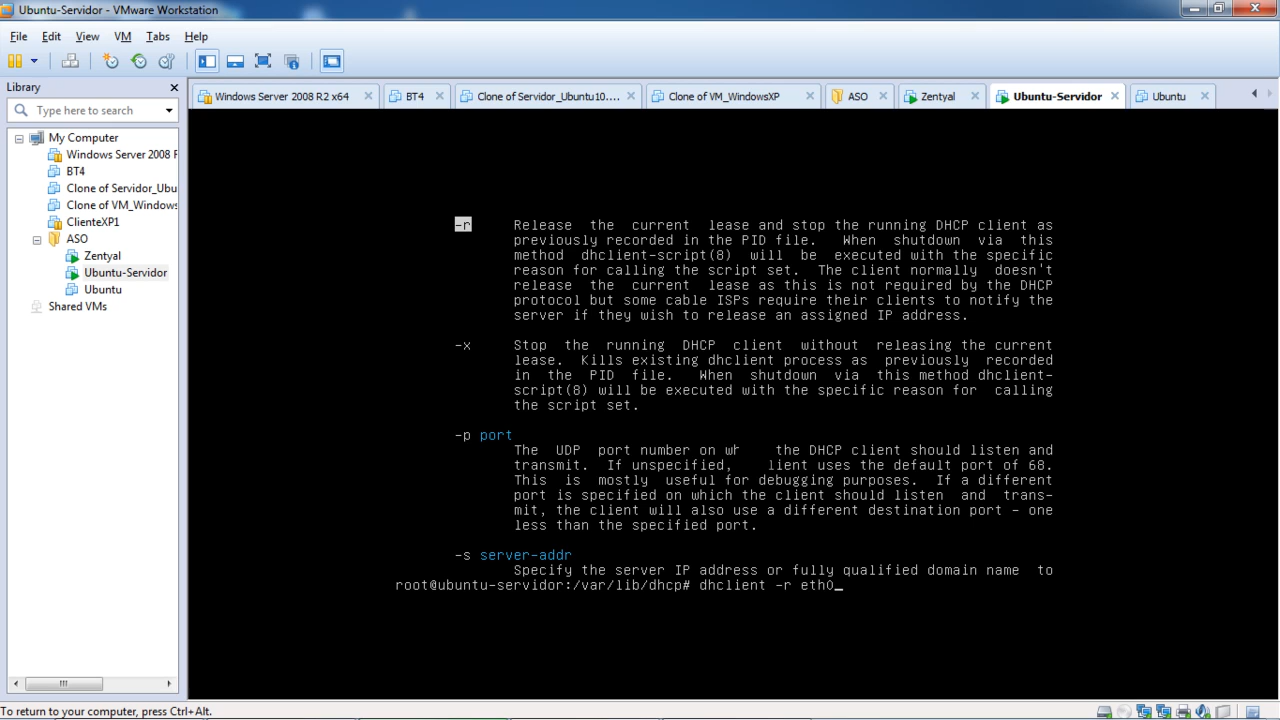 Ubuntu-Servidor - VMware Workstation
File Edit View VM Tabs Help
Library
Type here to search
My Computer
Windows Server 2008 R
BT4
Clone of Servidor_Ubu
Clone of VM_Windows
ClienteXP1
ASO
Zentyal
Ubuntu-Servidor
Ubuntu
Shared VMs
Windows Server 2008 R2 x64 BT4 Clone of Servidor_Ubuntu10.... Clone of VM_WindowsXP ASO Zentyal Ubuntu-Servidor Ubuntu
-r Release the current lease and stop the running DHCP client as
previously recorded in the PID file. When shutdown via this
method dhclient-script(8) will be executed with the specific
reason for calling the script set. The client normally doesn't
release the current lease as this is not required by the DHCP
protocol but some cable ISPs require their clients to notify the
server if they wish to release an assigned IP address.
-x Stop the running DHCP client without releasing the current
lease. Kills existing dhclient process as previously recorded
in the PID file. When shutdown via this method dhclient-
script(8) will be executed with the specific reason for calling
the script set.
-p port
The UDP port number on wh the DHCP client should listen and
transmit. If unspecified, lient uses the default port of 68.
This is mostly useful for debugging purposes. If a different
port is specified on which the client should listen and trans-
mit, the client will also use a different destination port - one
less than the specified port.
-s server-addr
Specify the server IP address or fully qualified domain name to
root@ubuntu-servidor:/var/lib/dhcp# dhclient -r eth0_
To return to your computer, press Ctrl+Alt.